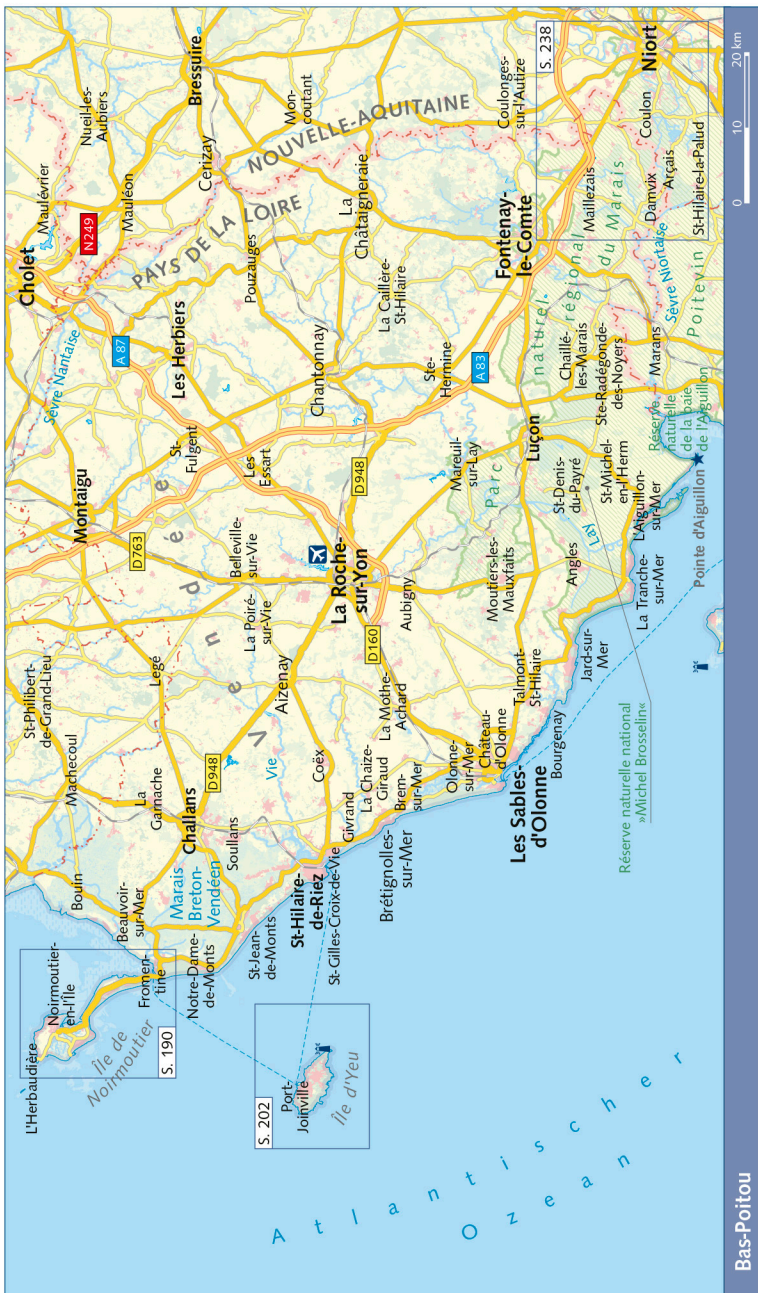 L'Herbaudière
Noirmoutier-
en-l'Île
Île de
Noirmoutier
S. 190
Fromen-
tine
Bouin
Beauvoir-
sur-Mer
Machecoul
St-Philibert-
de-Grand-Lieu
La
Garnache
Legé
Challans
Marais
Breton-
Vendéen
Notre-Dame-
de-Monts
Soullans
St-Jean-
de-Monts
D948
Vie
Vendée
Montaigu
D763
Sèvre Nantaise
Cholet
Maulévrier
N249
Nueil-les-
Aubiers
Mauléon
Bressuire
A 87
PAYS DE LA LOIRE
NOUVELLE-AQUITAINE
Cerizay
Mon-
coutant
Les Herbiers
St-
Fulgent
Pouzauges
Les Essart
Belleville-
sur-Vie
La Poiré-
sur-Vie
Aizenay
Coëx
St-Hilaire-
de-Riez
St-Gilles-Croix-de-Vie
Givrand
S. 202
Port-
Joinville
Île d'Yeu
La Roche-
sur-Yon
D948
D160
Chantonnay
La
Châtaigneraie
La Caillère-
St-Hilaire
Aubigny
La Mothe-
Achard
La Chaize-
Giraud
Brem-
sur-Mer
Brétignolles-
sur-Mer
Ste-
Hermine
A 83
Mareuil-
sur-Lay
Coulonges-
sur-l'Autize
Fontenay-
le-Comte
Parc
naturel
régional
du Marais
Poitevin
Luçon
Moutiers-les-
Mauxfaits
Olonne-
sur-Mer
Château-
d'Olonne
Les Sables-
d'Olonne
Talmont-
St-Hilaire
Bourgenay
Jard-sur-
Mer
Angles
Lay
St-Denis-
du-Payré
St-Michel-
en-l'Herm
L'Aiguillon-
sur-Mer
La Tranche-
sur-Mer
Chaillé-
les-Marais
Ste-Radégonde-
des-Noyers
Marans
Sèvre Niortaise
Maillezais
Damvix
Arçais
Coulon
St-Hilaire-la-Palud
Niort
S. 238
Réserve
naturelle
de la baie
de l'Aiguillon
Pointe d'Aiguillon
Réserve naturelle national
»Michel Brosselin«
Atlantischer
Ozean
0 10 20 km
Bas-Poitou